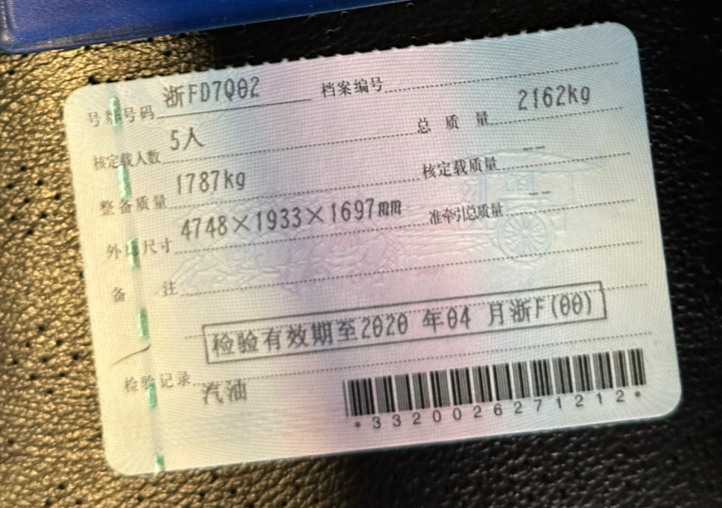 号牌号码 浙FD7Q02 档案编号
核定载人数 5人 总质量 2162kg
整备质量 1787kg 核定载质量 --
外廓尺寸 4748×1933×1697mm 准牵引总质量 --
备注
检验有效期至2020 年04 月浙F(00)
检验记录
汽油
*3320026271212*